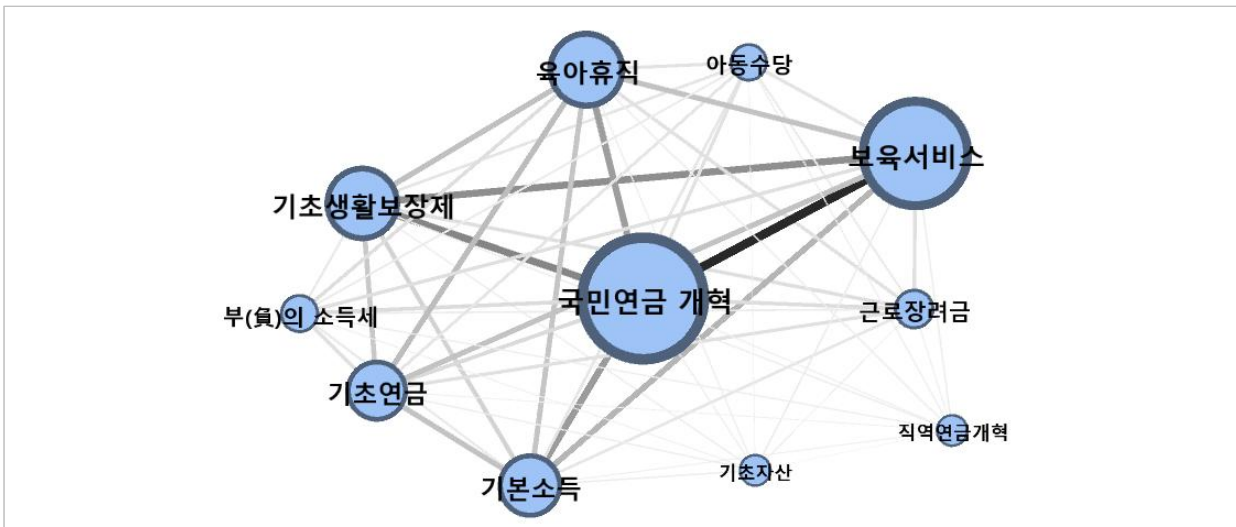 육아휴직
아동수당
보육서비스
기초생활보장제
국민연금 개혁
부(負)의 소득세
근로장려금
기초연금
직역연금개혁
기초자산
기본소득